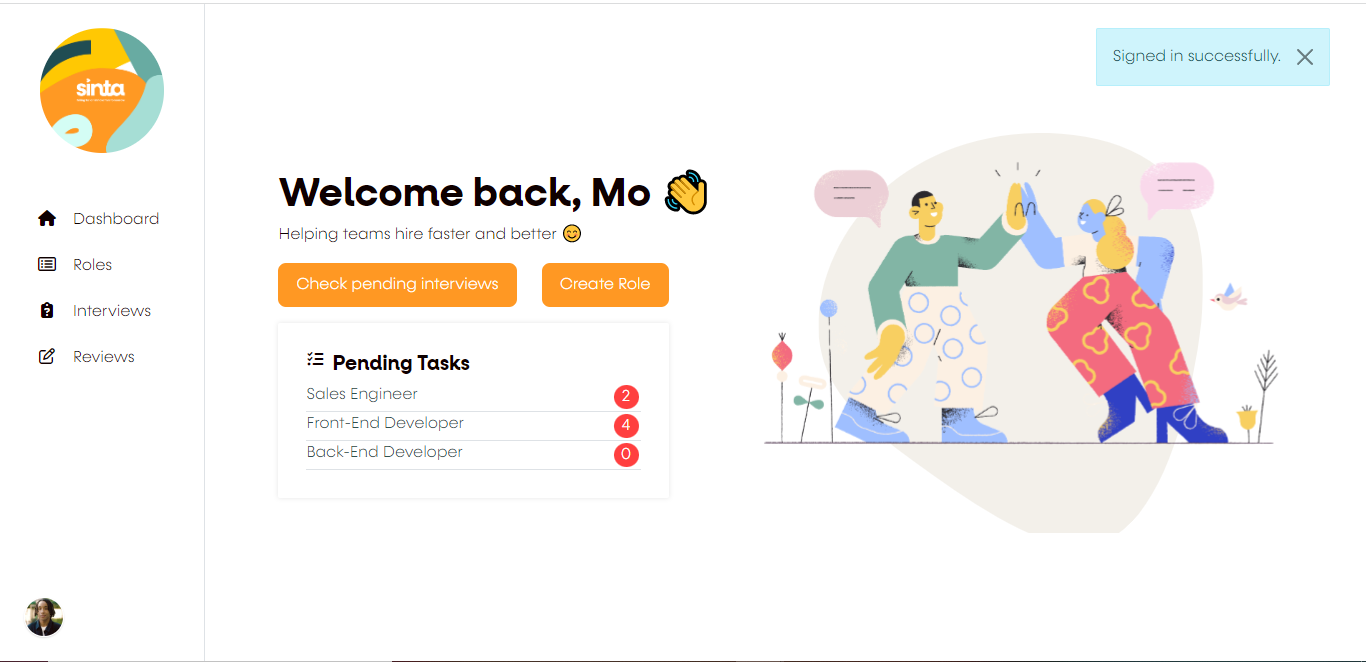 sinta
Dashboard
Roles
Interviews
Reviews
Signed in successfully.
Welcome back, Mo 👋
Helping teams hire faster and better 😊
Check pending interviews
Create Role
Pending Tasks
Sales Engineer 2
Front-End Developer 4
Back-End Developer 0